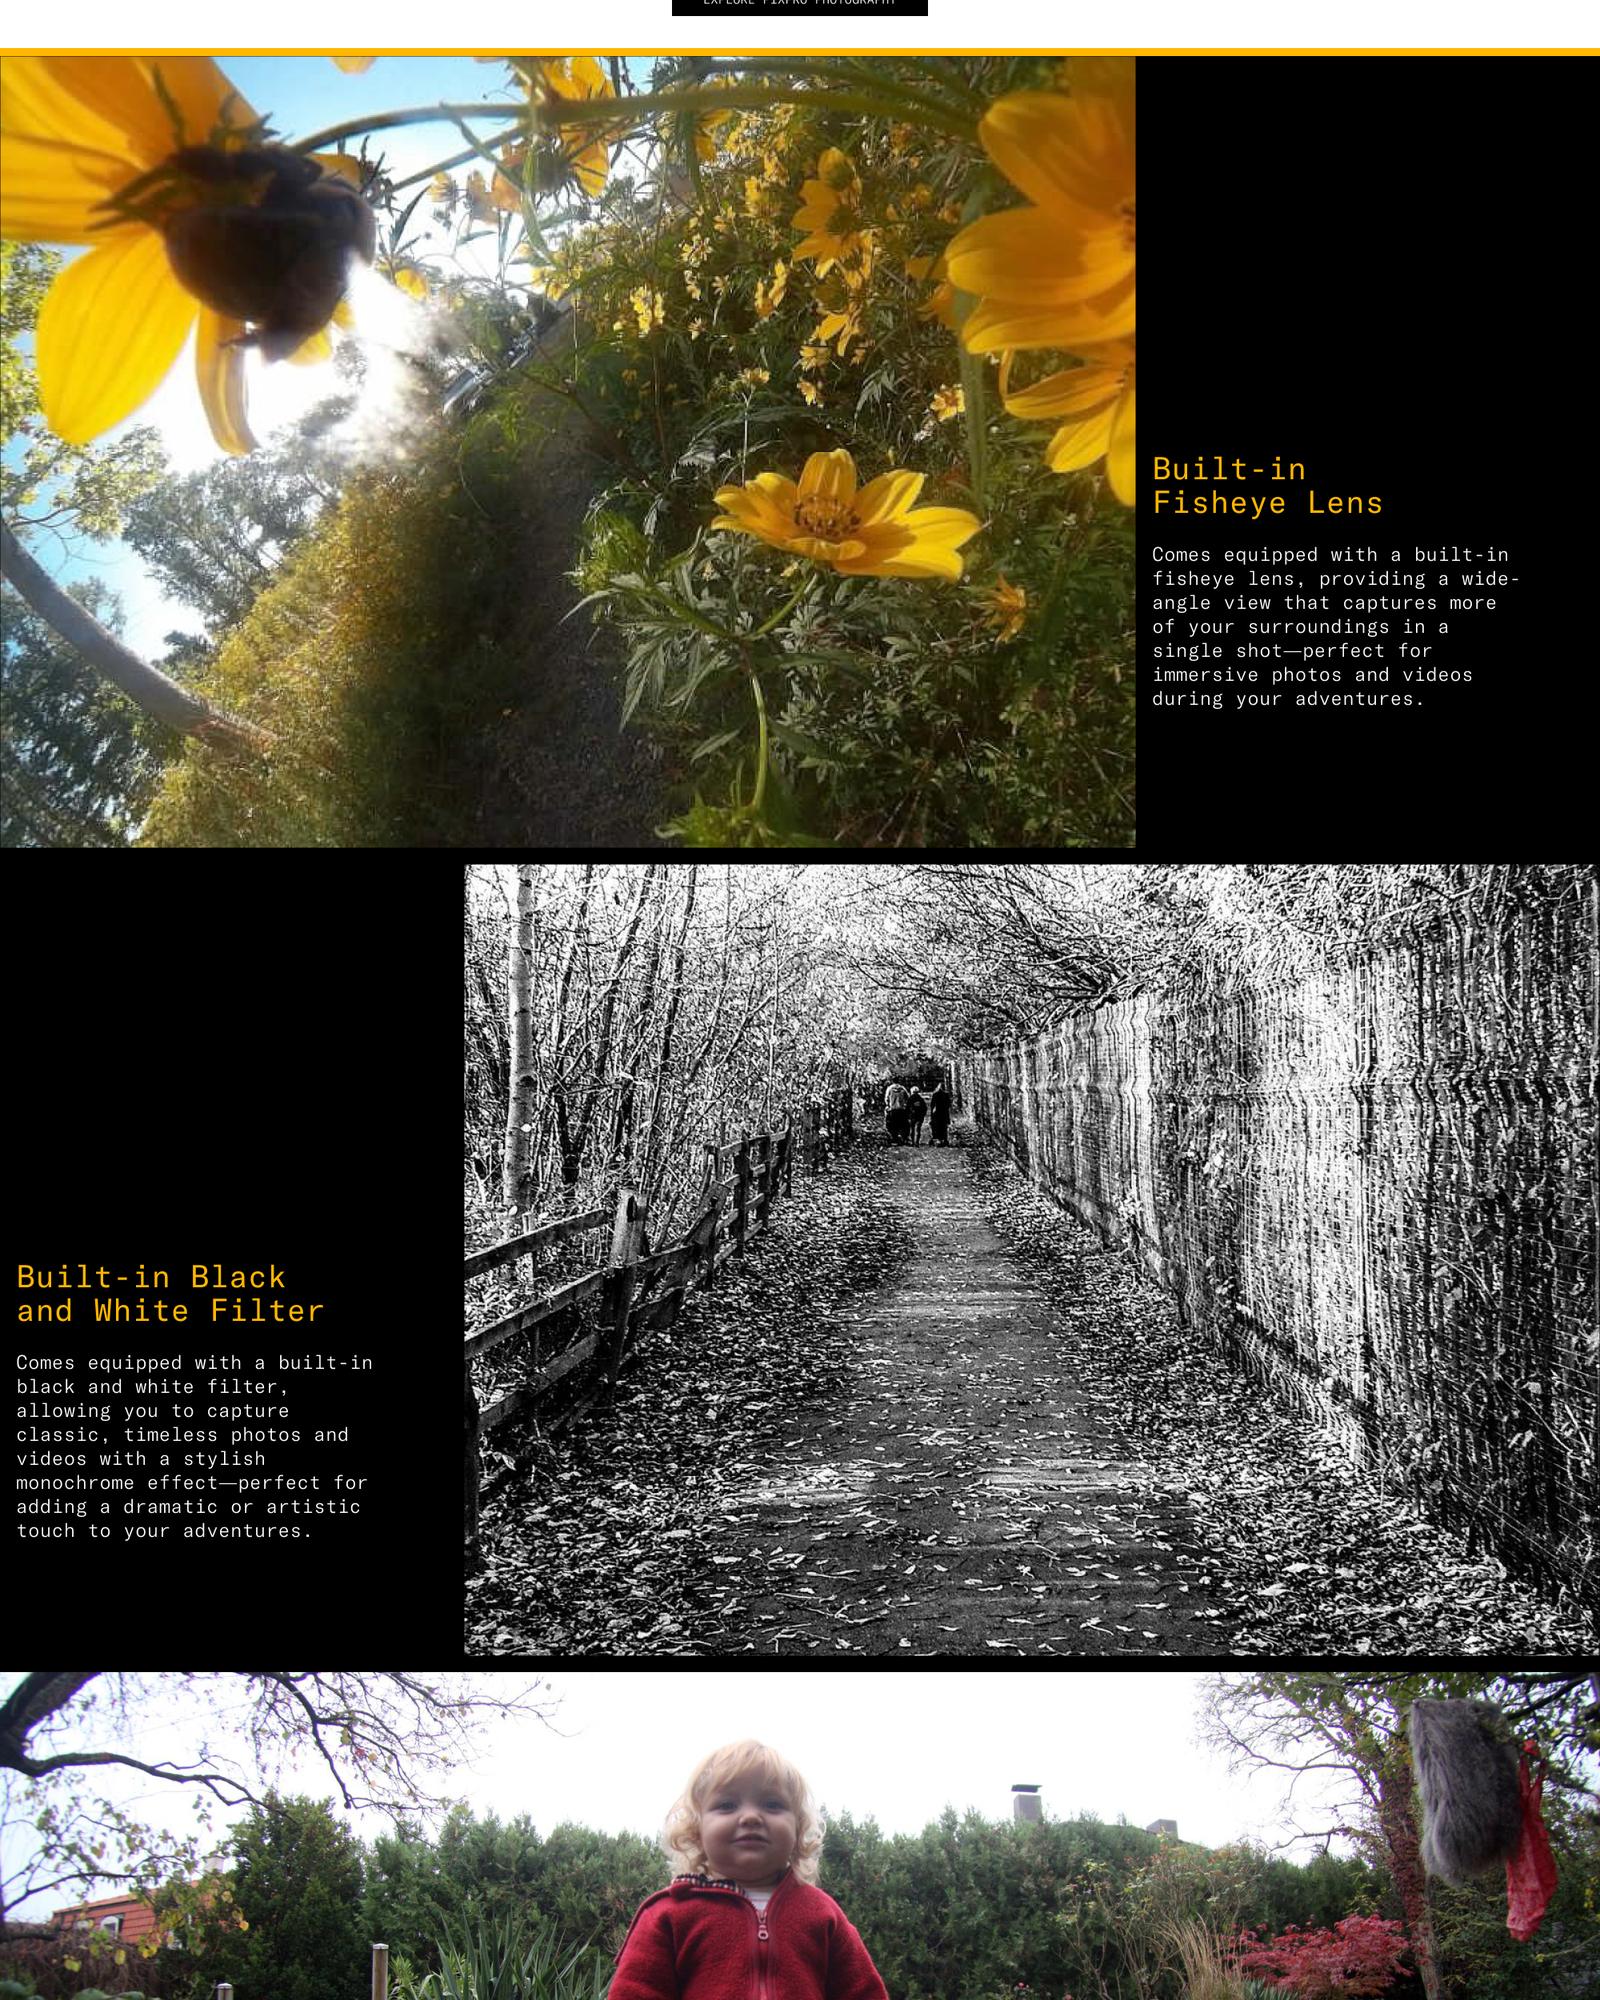 EXPLORE PIXPRO PHOTOGRAPHY
Built-in
Fisheye Lens
Comes equipped with a built-in
fisheye lens, providing a wide-
angle view that captures more
of your surroundings in a
single shot—perfect for
immersive photos and videos
during your adventures.
Built-in Black
and White Filter
Comes equipped with a built-in
black and white filter,
allowing you to capture
classic, timeless photos and
videos with a stylish
monochrome effect—perfect for
adding a dramatic or artistic
touch to your adventures.